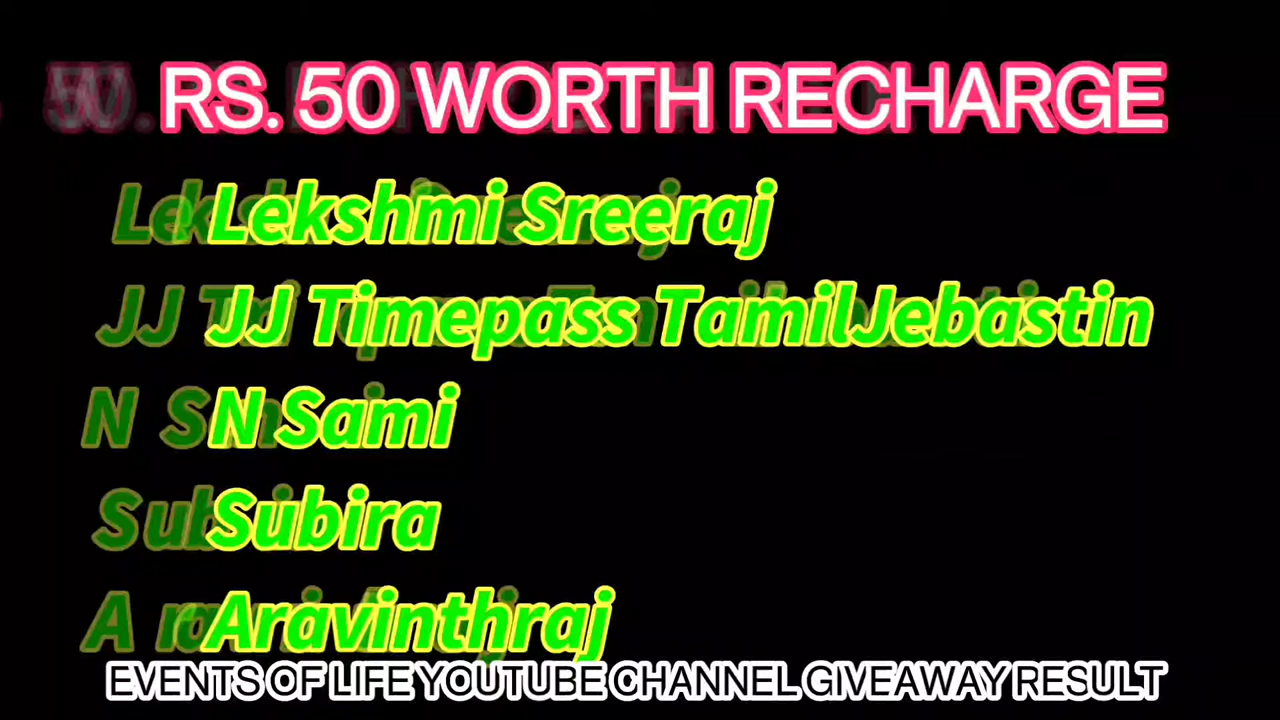 RS. 50 WORTH RECHARGE
Lekshmi Sreeraj
JJ Timepass TamilJebastin
N Sami
Subira
Aravinthraj
EVENTS OF LIFE YOUTUBE CHANNEL GIVEAWAY RESULT